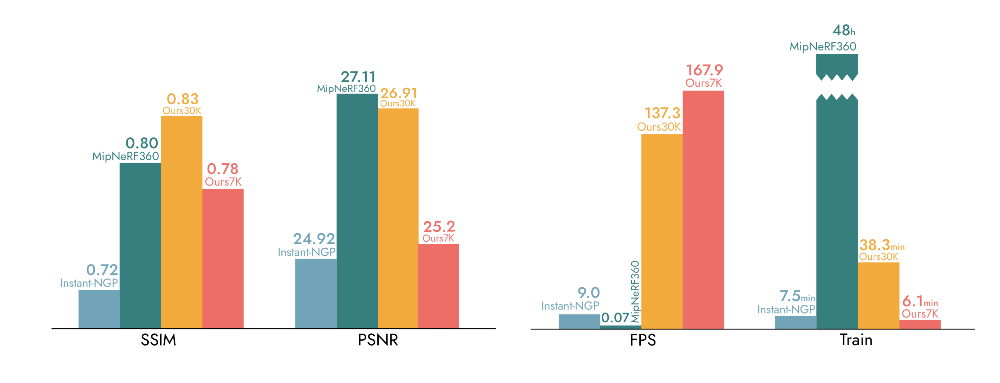 0.72
Instant-NGP
0.80
MipNeRF360
0.83
Ours30K
0.78
Ours7K
SSIM
24.92
Instant-NGP
27.11
MipNeRF360
26.91
Ours30K
25.2
Ours7K
PSNR
9.0
Instant-NGP
0.07
MipNeRF360
137.3
Ours30K
167.9
Ours7K
FPS
7.5min
Instant-NGP
48h
MipNeRF360
38.3min
Ours30K
6.1min
Ours7K
Train